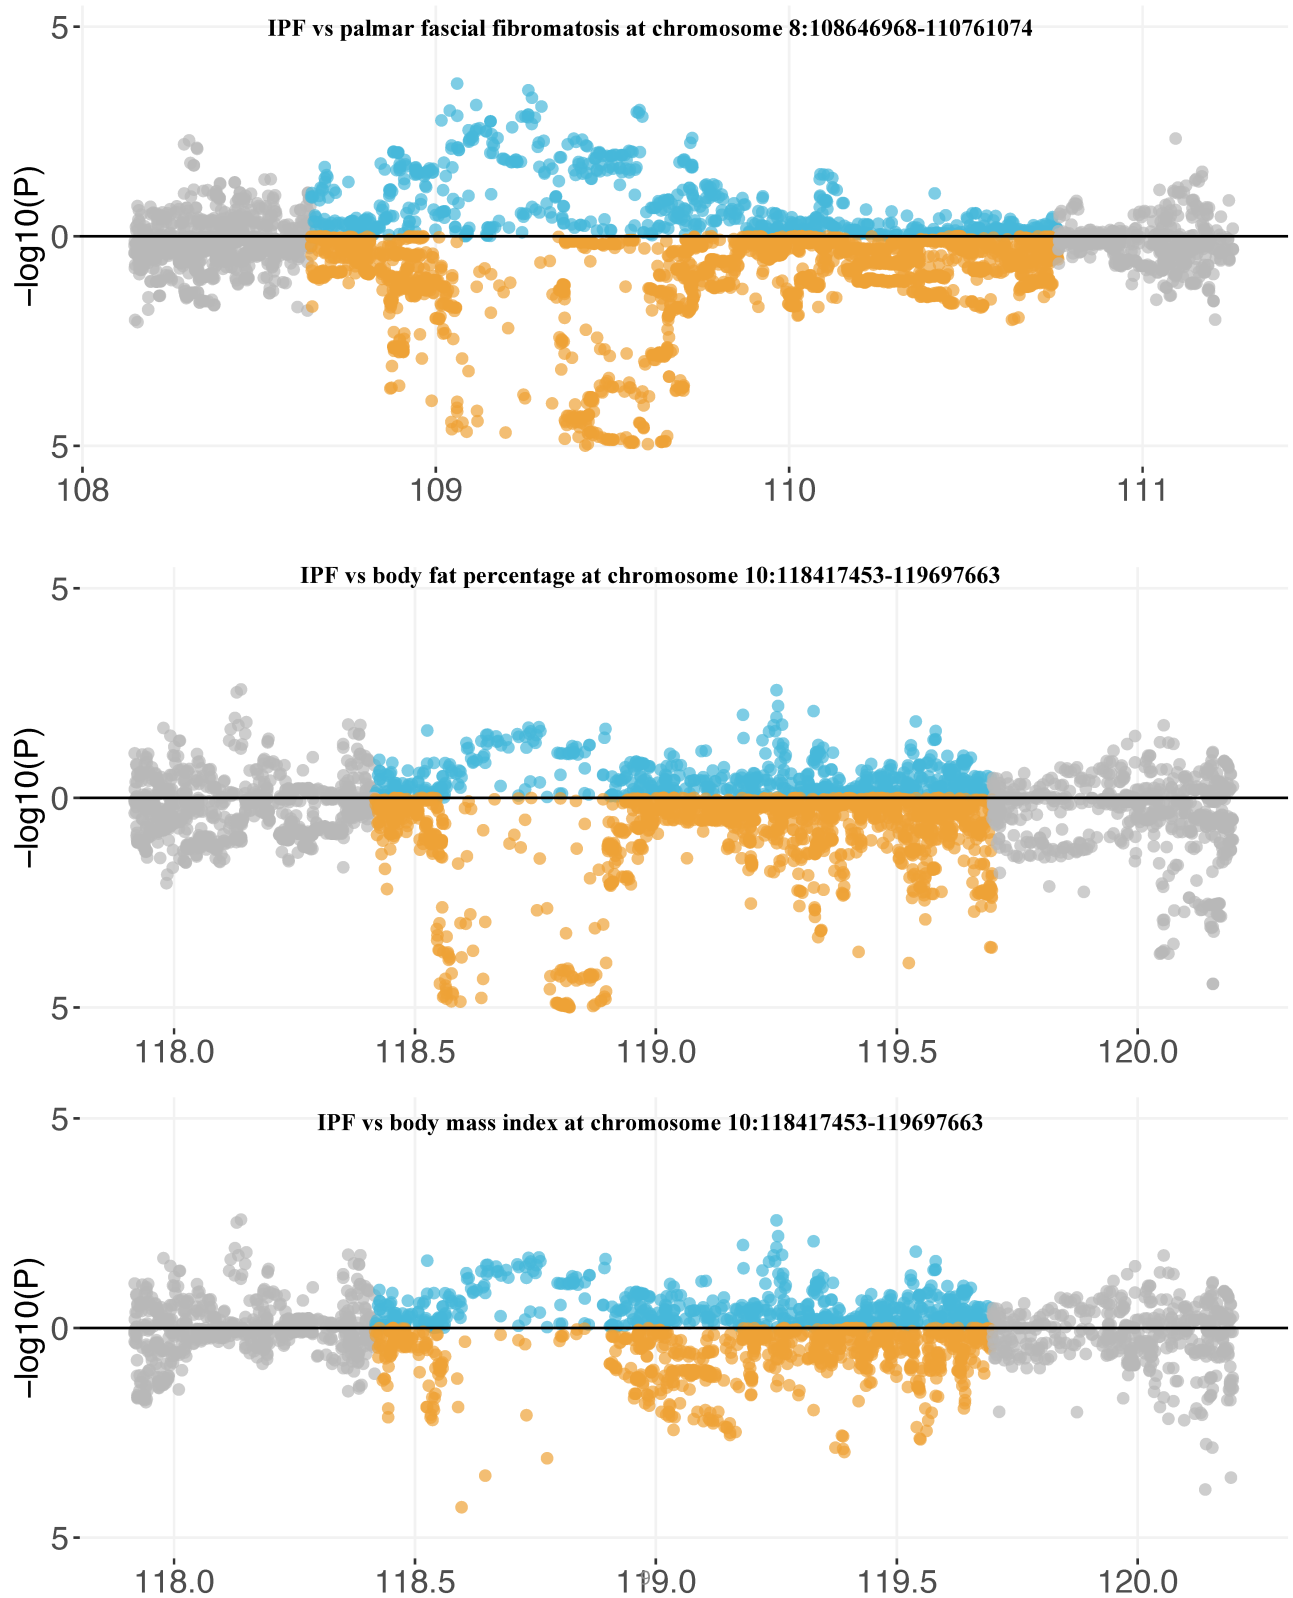 IPF vs palmar fascial fibromatosis at chromosome 8:108646968-110761074
5
0
5
−log10(P)
108 109 110 111
IPF vs body fat percentage at chromosome 10:118417453-119697663
5
0
5
−log10(P)
118.0 118.5 119.0 119.5 120.0
IPF vs body mass index at chromosome 10:118417453-119697663
5
0
5
−log10(P)
118.0 118.5 119.0 119.5 120.0